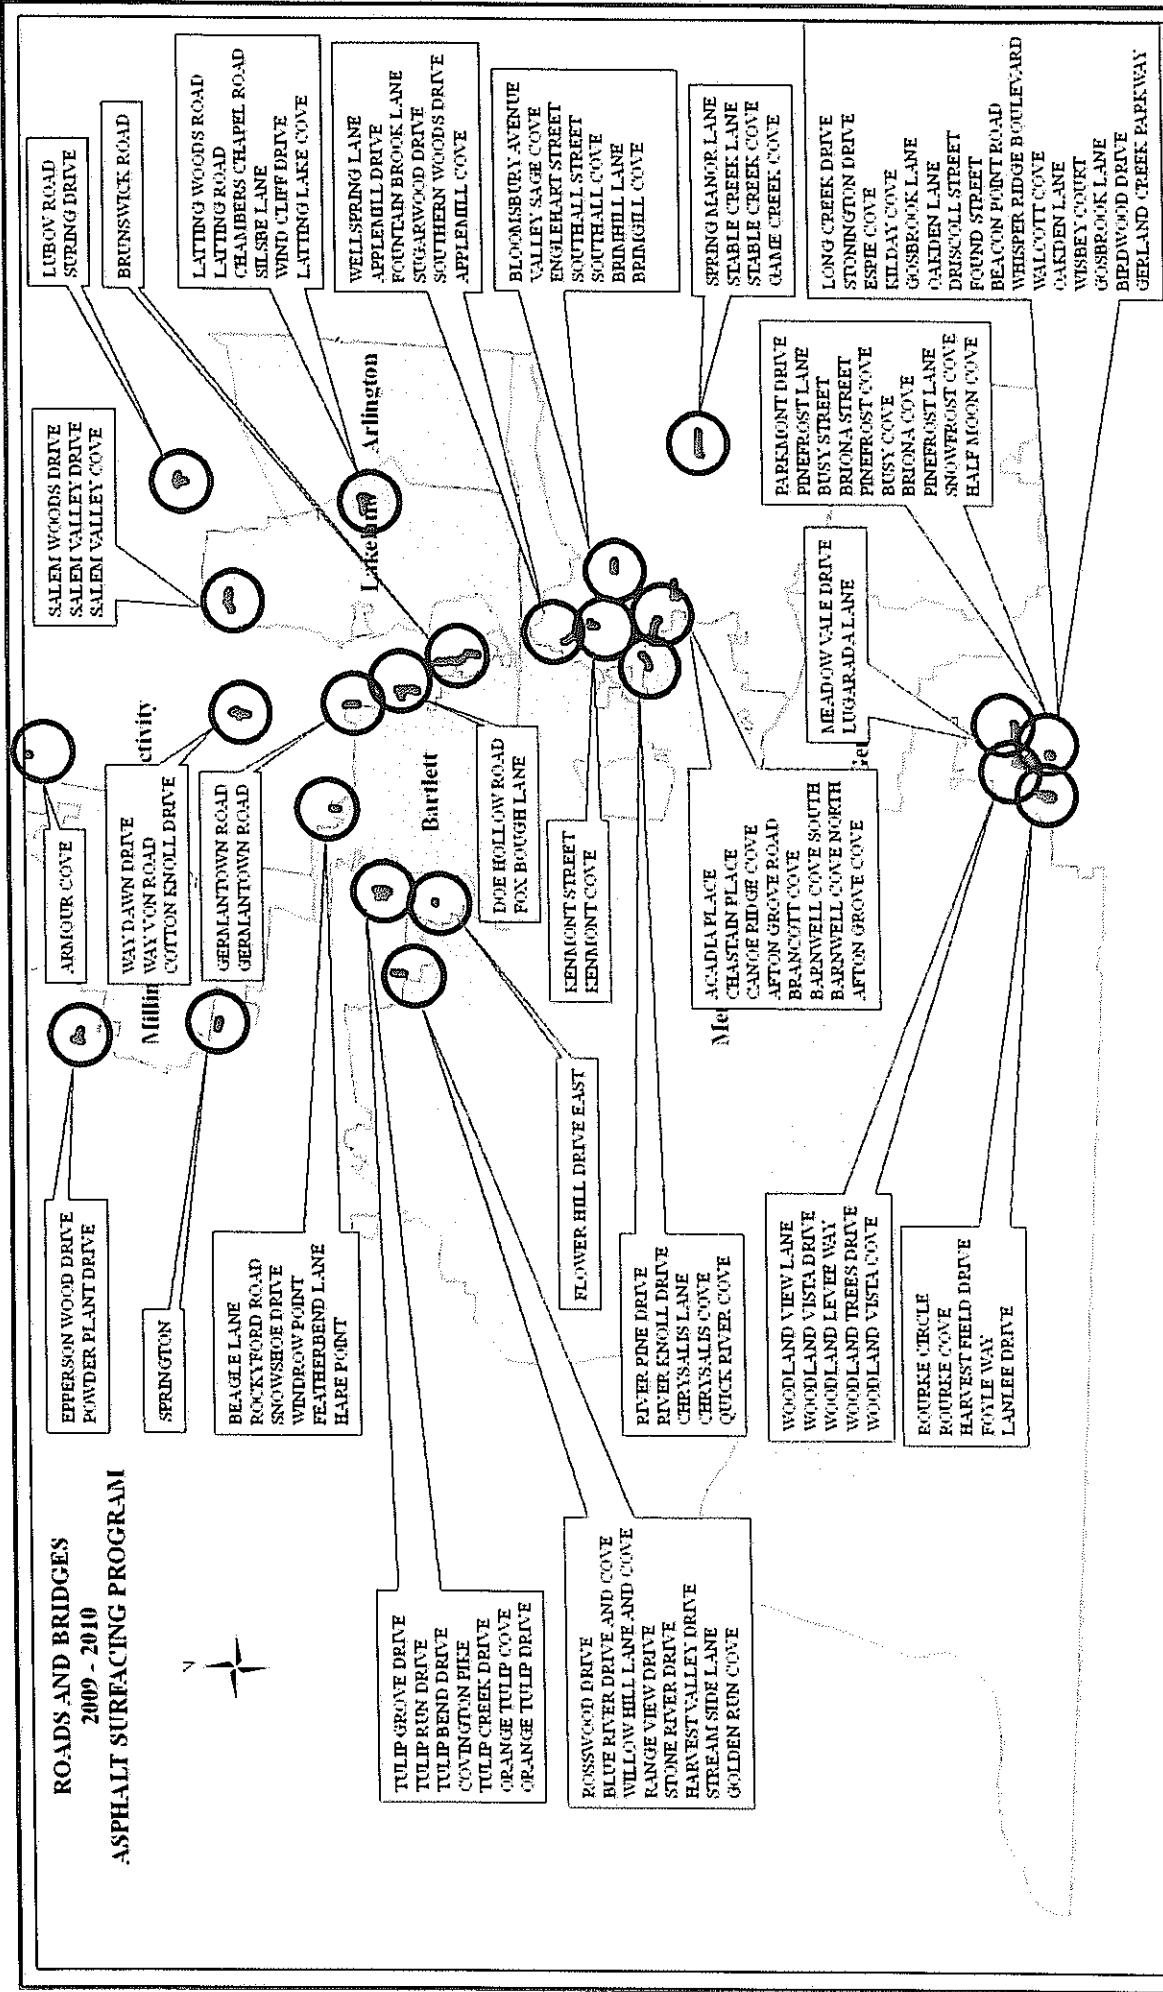 ROADS AND BRIDGES
2009 - 2010
ASPHALT SURFACING PROGRAM
N
EPPERSON WOOD DRIVE
POWDER PLANT DRIVE
SPRINGTON
BEAGLE LANE
ROCKYFORD ROAD
SNOWSHOE DRIVE
WINDROW POINT
FEATHERBEND LANE
HARE POINT
TULIP GROVE DRIVE
TULIP RUN DRIVE
TULIP BEND DRIVE
COVINGTON PIKE
TULIP CREEK DRIVE
ORANGE TULIP COVE
ORANGE TULIP DRIVE
ROSSWOOD DRIVE
BLUE RIVER DRIVE AND COVE
WILLOW HILL LANE AND COVE
RANGE VIEW DRIVE
STONE RIVER DRIVE
HARVEST VALLEY DRIVE
STREAM SIDE LANE
GOLDEN RUN COVE
FLOWER HILL DRIVE EAST
RIVER PINE DRIVE
RIVER KNOLL DRIVE
CHRYSALIS LANE
CHRYSALIS COVE
QUICK RIVER COVE
WOODLAND VIEW LANE
WOODLAND VISTA DRIVE
WOODLAND LEVEE WAY
WOODLAND TREES DRIVE
WOODLAND VISTA COVE
ROURKE CIRCLE
ROURKE COVE
HARVEST FIELD DRIVE
FOYLE WAY
LANLEE DRIVE
ARMOUR COVE
Millin
ctivity
WAY DAWN DRIVE
WAY VON ROAD
COTTON KNOLL DRIVE
GERMANTOWN ROAD
GERMANTOWN ROAD
Bartlett
DOE HOLLOW ROAD
FOX BOUGH LANE
KENMONT STREET
KENMONT COVE
Me
ACADIA PLACE
CHASTAIN PLACE
CANOE RIDGE COVE
AFTON GROVE ROAD
BRANCOTT COVE
BARNWELL COVE SOUTH
BARNWELL COVE NORTH
AFTON GROVE COVE
MEADOW VALE DRIVE
LUGARADA LANE
SALEM WOODS DRIVE
SALEM VALLEY DRIVE
SALEM VALLEY COVE
LUBOV ROAD
SURING DRIVE
BRUNSWICK ROAD
LATTING WOODS ROAD
LATTING ROAD
CHAMBERS CHAPEL ROAD
SILSBE LANE
WIND CLIFF DRIVE
LATTING LAKE COVE
Lakeland
Arlington
WELLSPRING LANE
APPLEMILL DRIVE
FOUNTAIN BROOK LANE
SUGARWOOD DRIVE
SOUTHERN WOODS DRIVE
APPLEMILL COVE
BLOOMSBURY AVENUE
VALLEY SAGE COVE
ENGLEHART STREET
SOUTHALL STREET
SOUTHALL COVE
BRIMHILL LANE
BRIMGILL COVE
SPRING MANOR LANE
STABLE CREEK LANE
STABLE CREEK COVE
GAME CREEK COVE
PARKMONT DRIVE
PINEFROST LANE
BUSY STREET
BRIONA STREET
PINEFROST COVE
BUSY COVE
BRIONA COVE
PINEFROST LANE
SNOWFROST COVE
HALF MOON COVE
LONG CREEK DRIVE
STONINGTON DRIVE
ESPIE COVE
KILDAY COVE
GOSBROOK LANE
OAKDEN LANE
DRISCOLL STREET
FOUND STREET
BEACON POINT ROAD
WHISPER RIDGE BOULEVARD
WALCOTT COVE
OAKDEN LANE
WISBEY COURT
GOSBROOK LANE
BIRDWOOD DRIVE
GERLAND CREEK PARKWAY